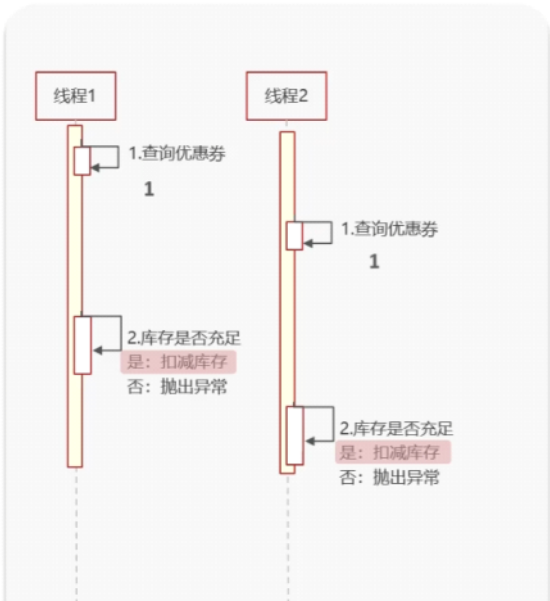 线程1
线程2
1.查询优惠券
1
1.查询优惠券
1
2.库存是否充足
是：扣减库存
否：抛出异常
2.库存是否充足
是：扣减库存
否：抛出异常